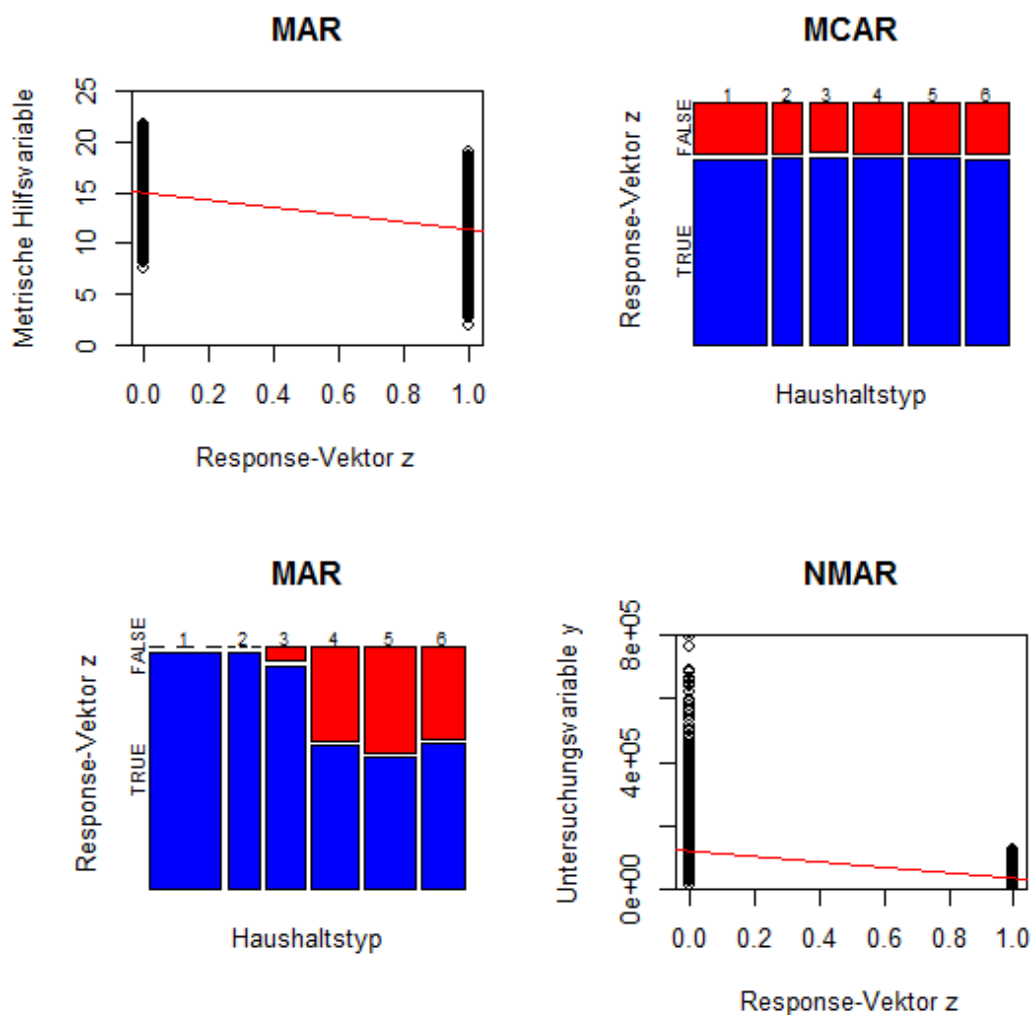 MAR
Metrische Hilfsvariable
25
20
15
10
5
0
0.0 0.2 0.4 0.6 0.8 1.0
Response-Vektor z
MCAR
Response-Vektor z
FALSE
TRUE
1 2 3 4 5 6
Haushaltstyp
MAR
Response-Vektor z
FALSE
TRUE
1 2 3 4 5 6
Haushaltstyp
NMAR
Untersuchungsvariable y
8e+05
4e+05
0e+00
0.0 0.2 0.4 0.6 0.8 1.0
Response-Vektor z